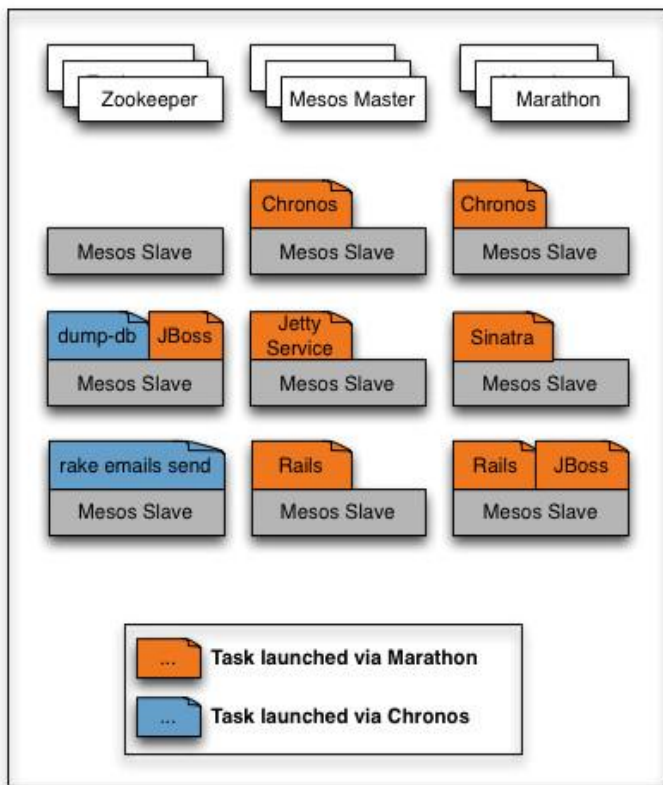 Zookeeper
Mesos Master
Marathon
Chronos
Chronos
Mesos Slave
Mesos Slave
Mesos Slave
dump-db
JBoss
Jetty
Service
Sinatra
Mesos Slave
Mesos Slave
Mesos Slave
rake emails send
Rails
Rails
JBoss
Mesos Slave
Mesos Slave
Mesos Slave
... Task launched via Marathon
... Task launched via Chronos